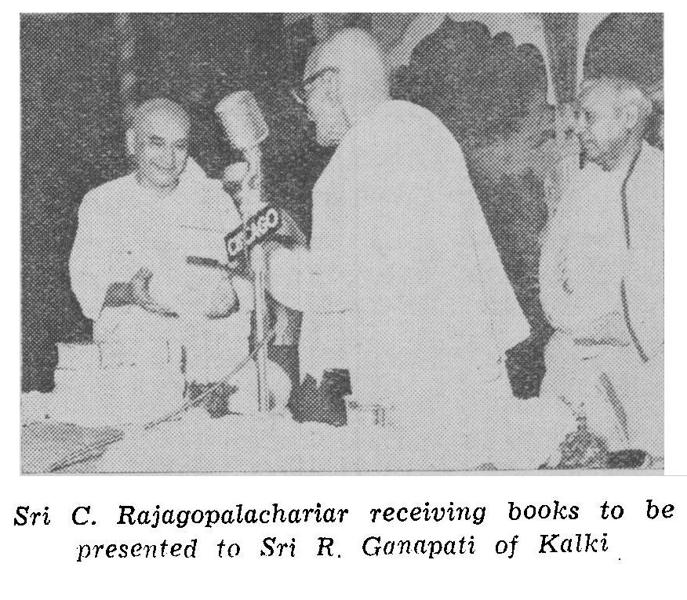 CHICAGO
Sri C. Rajagopalachariar receiving books to be
presented to Sri R. Ganapati of Kalki